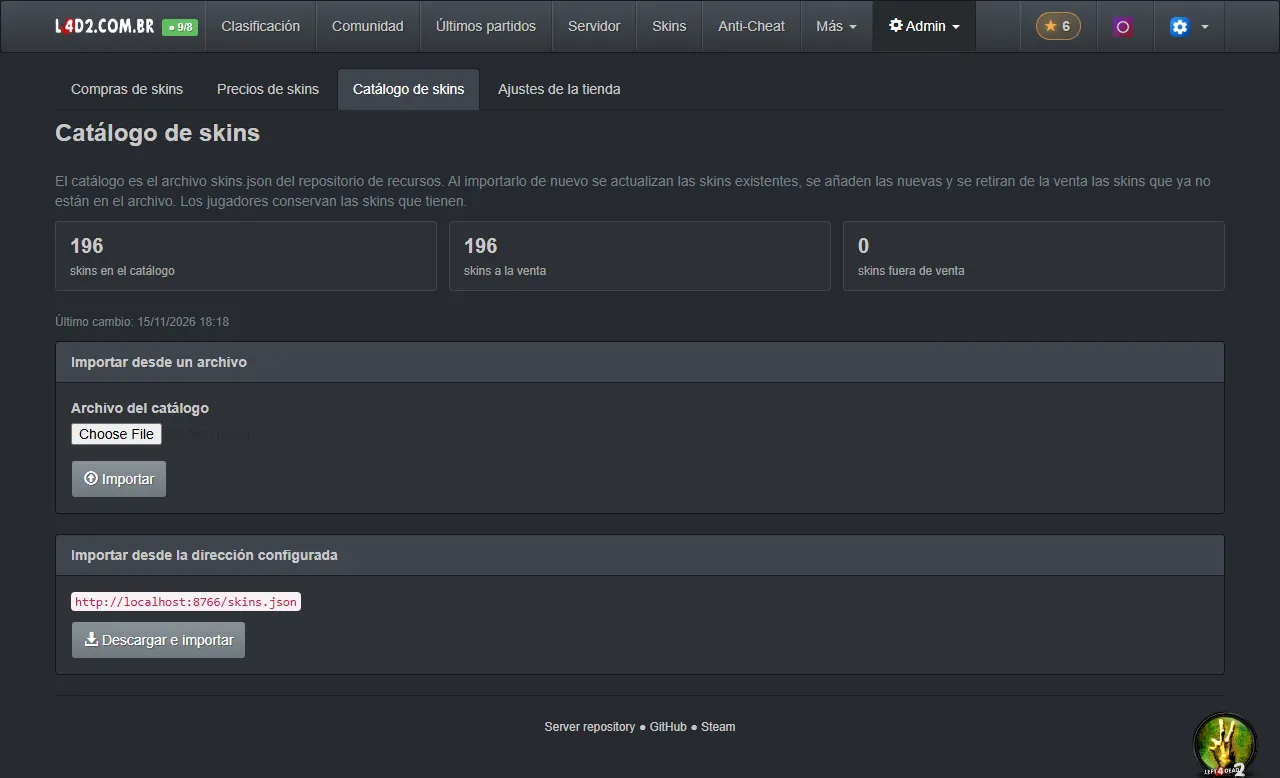 L4D2.COM.BR ● 9/8 Clasificación Comunidad Últimos partidos Servidor Skins Anti-Cheat Más Admin 6
Compras de skins Precios de skins Catálogo de skins Ajustes de la tienda
Catálogo de skins
El catálogo es el archivo skins.json del repositorio de recursos. Al importarlo de nuevo se actualizan las skins existentes, se añaden las nuevas y se retiran de la venta las skins que ya no
están en el archivo. Los jugadores conservan las skins que tienen.
196 196 0
skins en el catálogo skins a la venta skins fuera de venta
Último cambio: 15/11/2026 18:18
Importar desde un archivo
Archivo del catálogo
Choose File
Importar
Importar desde la dirección configurada
http://localhost:8766/skins.json
Descargar e importar
Server repository ● GitHub ● Steam
LEFT 4 DEAD 2